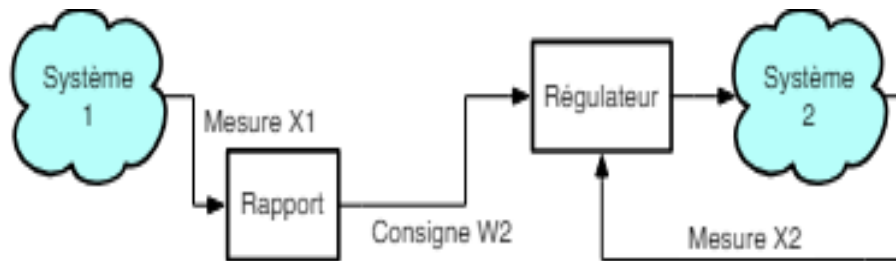 Système
1
Mesure X1
Rapport
Consigne W2
Régulateur
Système
2
Mesure X2